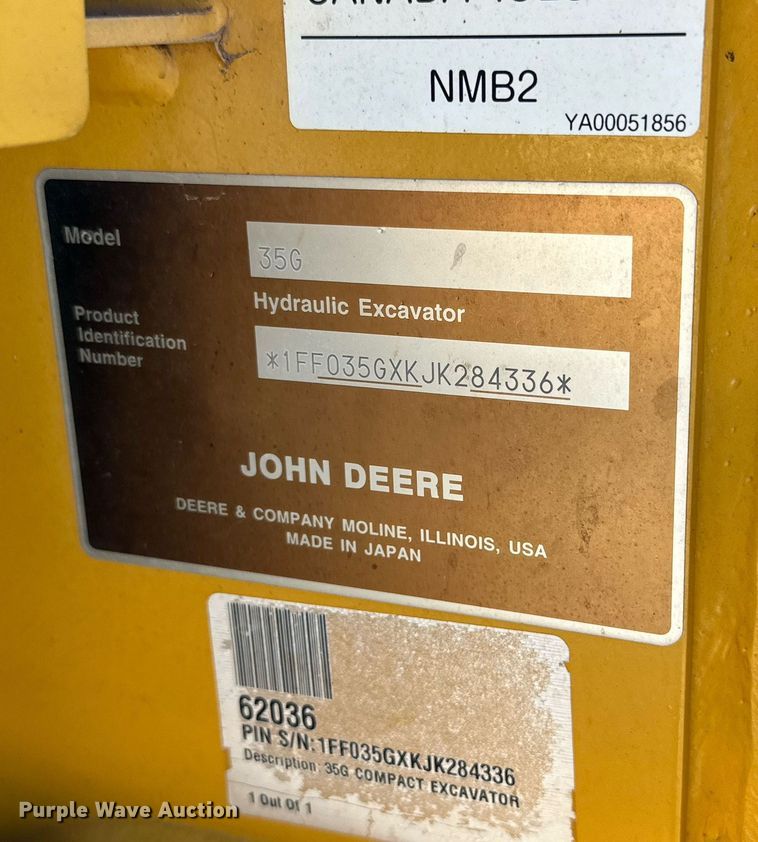 NMB2
YA00051856
Model
35G
Hydraulic Excavator
Product
Identification
Number
*1FF035GXKJK284336*
JOHN DEERE
DEERE & COMPANY MOLINE, ILLINOIS, USA
MADE IN JAPAN
62036
PIN S/N:1FF035GXKJK284336
Description: 35G COMPACT EXCAVATOR
1 Out Of 1
Purple Wave Auction